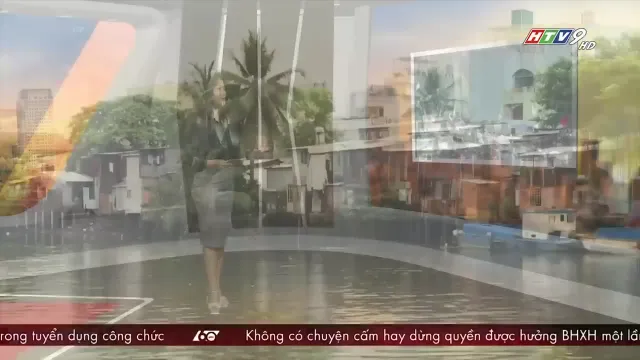 HTV9 HD
rong tuyển dụng công chức 60 Không có chuyện cấm hay dừng quyền được hưởng BHXH một lầ